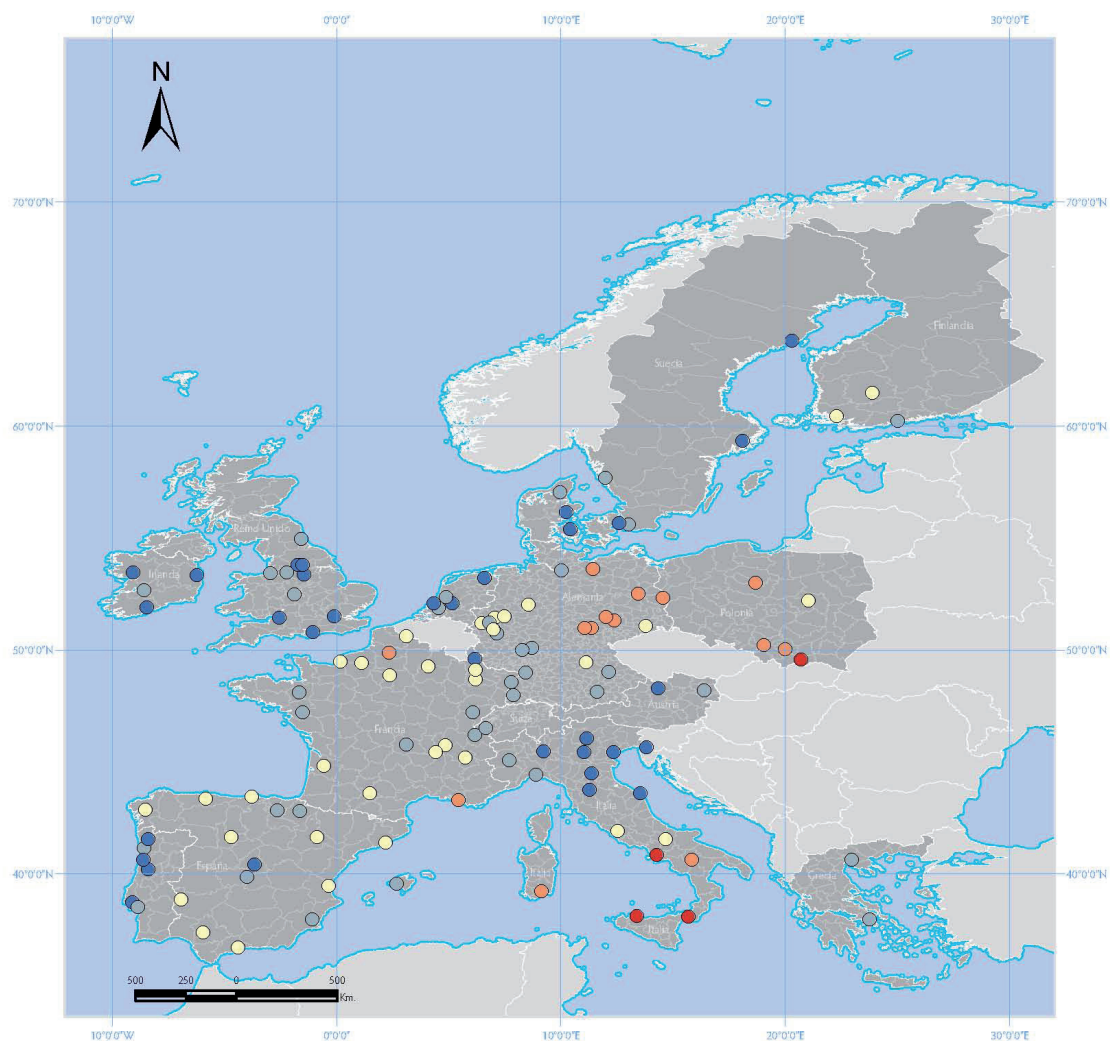 10°0'0"W 0°0'0" 10°0'0"E 20°0'0"E 30°0'0"E
N
70°0'0"N 70°0'0"N
Finlandia
Suecia
60°0'0"N 60°0'0"N
Reino Unido
Irlanda
Alemania
Polonia
50°0'0"N 50°0'0"N
Austria
Suiza
Francia
Italia
España
Italia
Grecia
40°0'0"N 40°0'0"N
Italia
500 250 0 500
Km.
10°0'0"W 0°0'0" 10°0'0"E 20°0'0"E 30°0'0"E